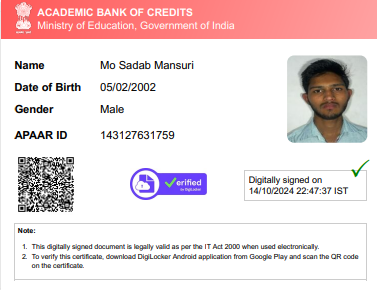 ACADEMIC BANK OF CREDITS
Ministry of Education, Government of India
Name Mo Sadab Mansuri
Date of Birth 05/02/2002
Gender Male
APAAR ID 143127631759
Verified
in DigiLocker
Digitally signed on
14/10/2024 22:47:37 IST
Note:
1. This digitally signed document is legally valid as per the IT Act 2000 when used electronically.
2. To verify this certificate, download DigiLocker Android application from Google Play and scan the QR code
on the certificate.